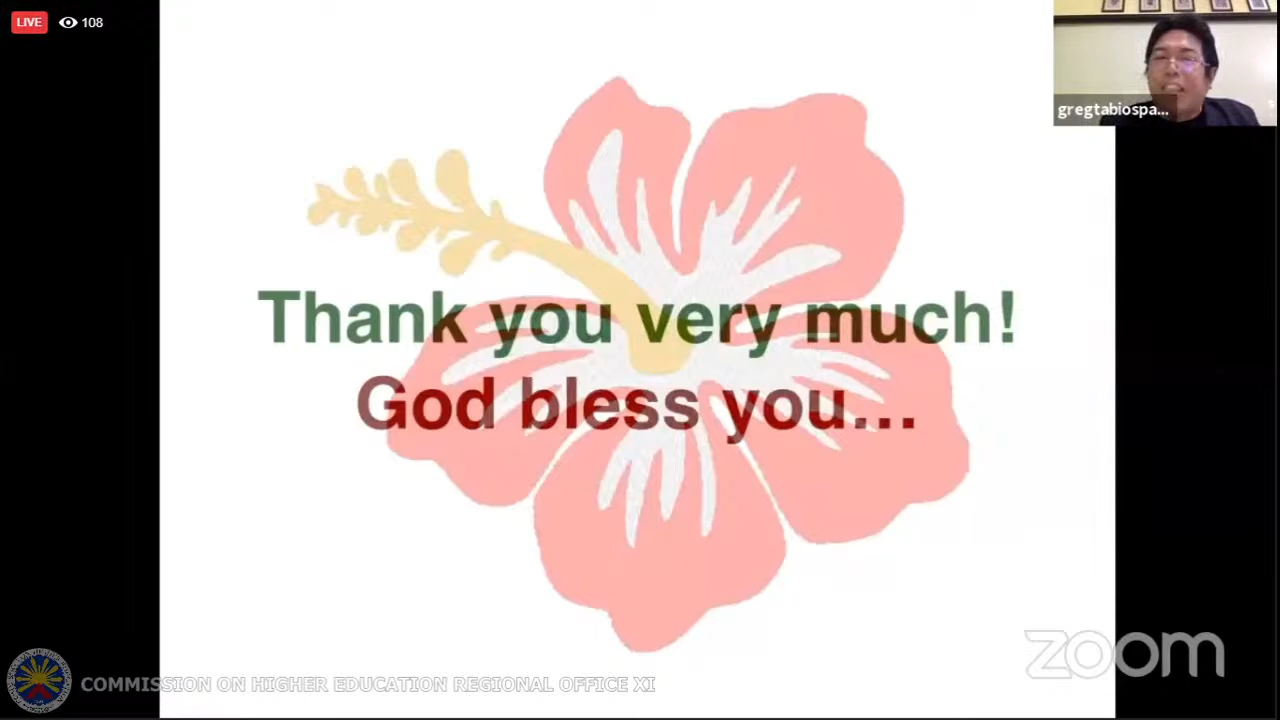 LIVE 108
gregtabiospa...
Thank you very much!
God bless you...
zoom
COMMISSION ON HIGHER EDUCATION REGIONAL OFFICE XI